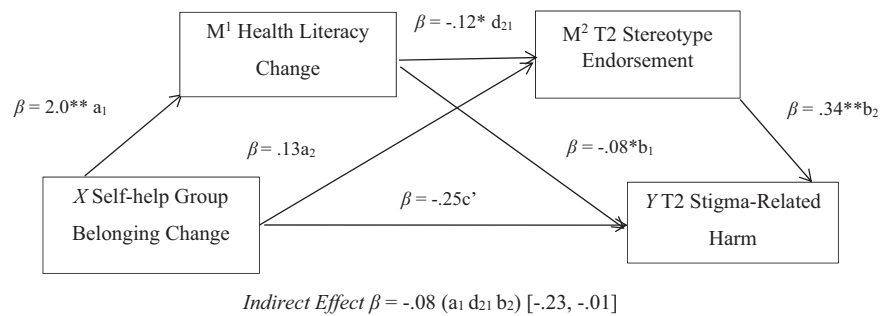 M¹ Health Literacy
Change
β = -.12* d₂₁
M² T2 Stereotype
Endorsement
β = 2.0** a₁
β = .34**b₂
β = .13a₂
β = -.08*b₁
X Self-help Group
Belonging Change
β = -.25c’
Y T2 Stigma-Related
Harm
Indirect Effect β = -.08 (a₁ d₂₁ b₂) [-.23, -.01]